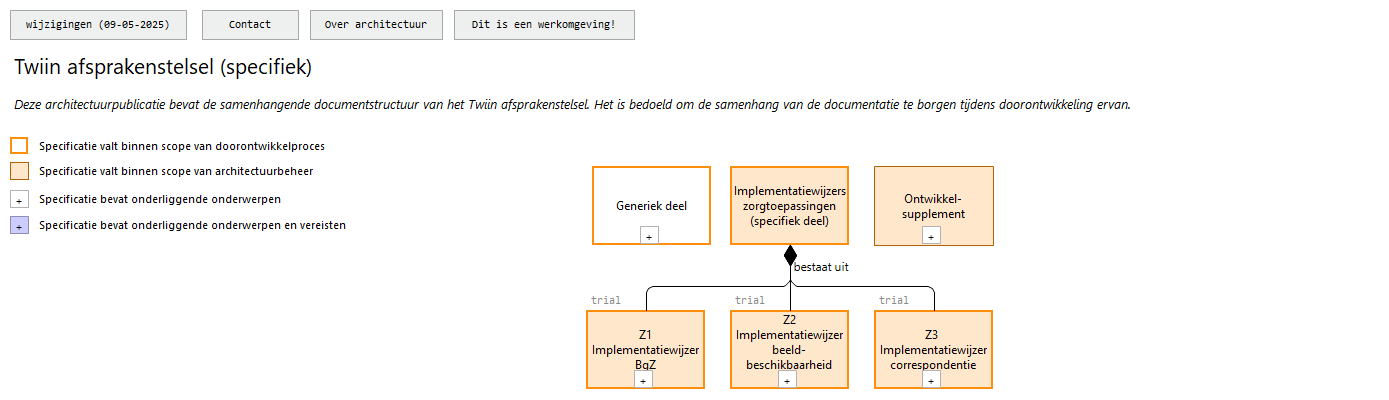 wijzigingen (09-05-2025)
Contact
Over architectuur
Dit is een werkomgeving!
Twiin afsprakenstelsel (specifiek)
Deze architectuurpublicatie bevat de samenhangende documentstructuur van het Twiin afsprakenstelsel. Het is bedoeld om de samenhang van de documentatie te borgen tijdens doorontwikkeling ervan.
Specificatie valt binnen scope van doorontwikkelproces
Specificatie valt binnen scope van architectuurbeheer
+ Specificatie bevat onderliggende onderwerpen
+ Specificatie bevat onderliggende onderwerpen en vereisten
Generiek deel
+
Implementatiewijzers
zorgtoepassingen
(specifiek deel)
Ontwikkel-
supplement
+
bestaat uit
trial
Z1
Implementatiewijzer
BgZ
+
trial
Z2
Implementatiewijzer
beeld-
beschikbaarheid
+
trial
Z3
Implementatiewijzer
correspondentie
+